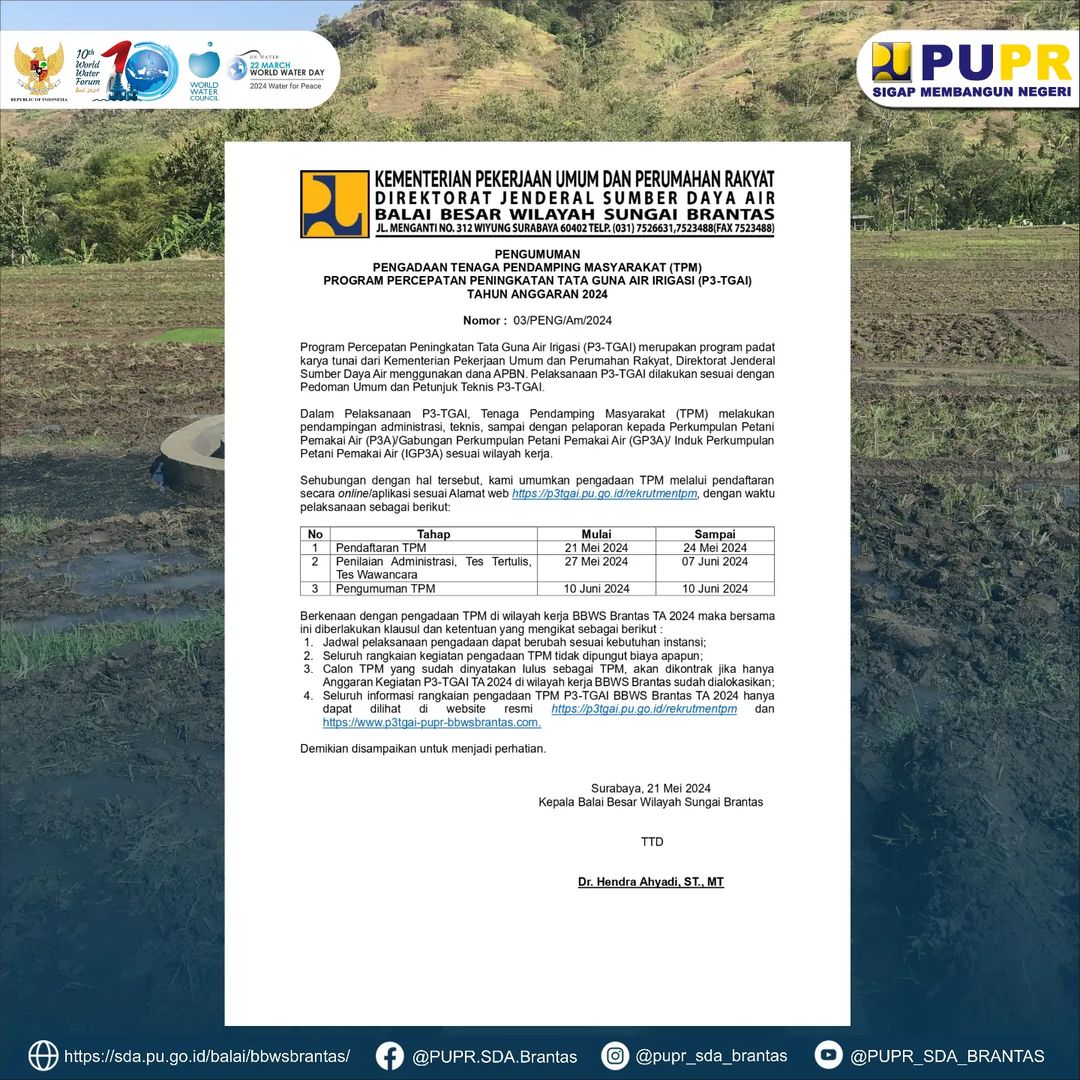 REPUBLIC OF INDONESIA
10th
World
Water
Forum
Bali 2024
10
WORLD
WATER
COUNCIL
UN WATER
22 MARCH
WORLD WATER DAY
2024 Water for Peace
PUPR
SIGAP MEMBANGUN NEGERI
KEMENTERIAN PEKERJAAN UMUM DAN PERUMAHAN RAKYAT
DIREKTORAT JENDERAL SUMBER DAYA AIR
BALAI BESAR WILAYAH SUNGAI BRANTAS
JL. MENGANTI NO. 312 WIYUNG SURABAYA 60402 TELP. (031) 7526631,7523488(FAX 7523488)
PENGUMUMAN
PENGADAAN TENAGA PENDAMPING MASYARAKAT (TPM)
PROGRAM PERCEPATAN PENINGKATAN TATA GUNA AIR IRIGASI (P3-TGAI)
TAHUN ANGGARAN 2024
Nomor : 03/PENG/Am/2024
Program Percepatan Peningkatan Tata Guna Air Irigasi (P3-TGAI) merupakan program padat
karya tunai dari Kementerian Pekerjaan Umum dan Perumahan Rakyat, Direktorat Jenderal
Sumber Daya Air menggunakan dana APBN. Pelaksanaan P3-TGAI dilakukan sesuai dengan
Pedoman Umum dan Petunjuk Teknis P3-TGAI.
Dalam Pelaksanaan P3-TGAI, Tenaga Pendamping Masyarakat (TPM) melakukan
pendampingan administrasi, teknis, sampai dengan pelaporan kepada Perkumpulan Petani
Pemakai Air (P3A)/Gabungan Perkumpulan Petani Pemakai Air (GP3A)/ Induk Perkumpulan
Petani Pemakai Air (IGP3A) sesuai wilayah kerja.
Sehubungan dengan hal tersebut, kami umumkan pengadaan TPM melalui pendaftaran
secara online/aplikasi sesuai Alamat web https://p3tgai.pu.go.id/rekrutmentpm, dengan waktu
pelaksanaan sebagai berikut:
No Tahap Mulai Sampai
1 Pendaftaran TPM 21 Mei 2024 24 Mei 2024
2 Penilaian Administrasi, Tes Tertulis, 27 Mei 2024 07 Juni 2024
Tes Wawancara
3 Pengumuman TPM 10 Juni 2024 10 Juni 2024
Berkenaan dengan pengadaan TPM di wilayah kerja BBWS Brantas TA 2024 maka bersama
ini diberlakukan klausul dan ketentuan yang mengikat sebagai berikut :
1. Jadwal pelaksanaan pengadaan dapat berubah sesuai kebutuhan instansi;
2. Seluruh rangkaian kegiatan pengadaan TPM tidak dipungut biaya apapun;
3. Calon TPM yang sudah dinyatakan lulus sebagai TPM, akan dikontrak jika hanya
Anggaran Kegiatan P3-TGAI TA 2024 di wilayah kerja BBWS Brantas sudah dialokasikan;
4. Seluruh informasi rangkaian pengadaan TPM P3-TGAI BBWS Brantas TA 2024 hanya
dapat dilihat di website resmi https://p3tgai.pu.go.id/rekrutmentpm dan
https://www.p3tgai-pupr-bbwsbrantas.com.
Demikian disampaikan untuk menjadi perhatian.
Surabaya, 21 Mei 2024
Kepala Balai Besar Wilayah Sungai Brantas
TTD
Dr. Hendra Ahyadi, ST., MT
https://sda.pu.go.id/balai/bbwsbrantas/ @PUPR.SDA.Brantas @pupr_sda_brantas @PUPR_SDA_BRANTAS